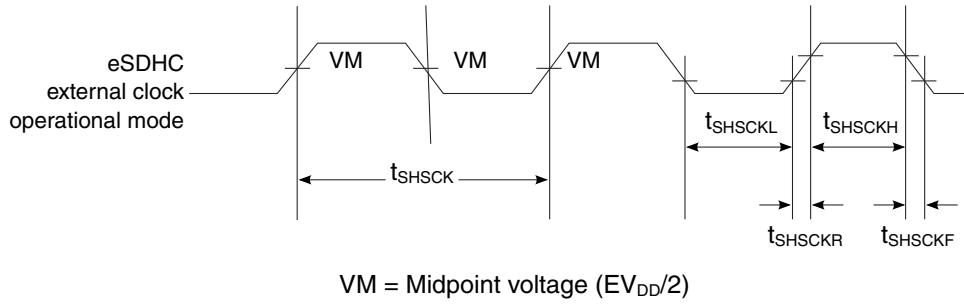 eSDHC
external clock
operational mode
VM
VM
VM
tSHSCKL
tSHSCKH
tSHSCK
tSHSCKR
tSHSCKF
VM = Midpoint voltage (EVDD/2)